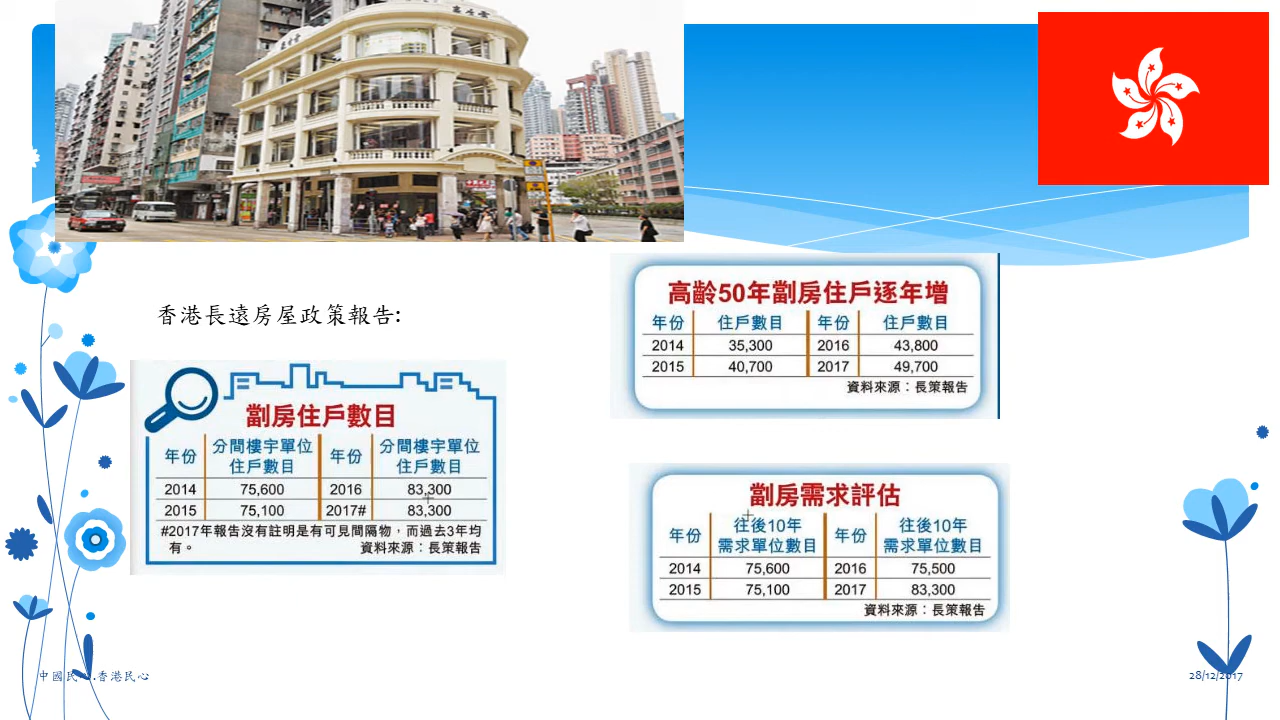 香港長遠房屋政策報告:
高齡50年劏房住戶逐年增
年份 住戶數目 年份 住戶數目
2014 35,300 2016 43,800
2015 40,700 2017 49,700
資料來源：長策報告
劏房住戶數目
年份 分間樓宇單位住戶數目 年份 分間樓宇單位住戶數目
2014 75,600 2016 83,300
2015 75,100 2017# 83,300
#2017年報告沒有註明是有可見間隔物，而過去3年均
有。 資料來源：長策報告
劏房需求評估
年份 往後10年需求單位數目 年份 往後10年需求單位數目
2014 75,600 2016 75,500
2015 75,100 2017 83,300
資料來源：長策報告
中國民心.香港民心
28/12/2017